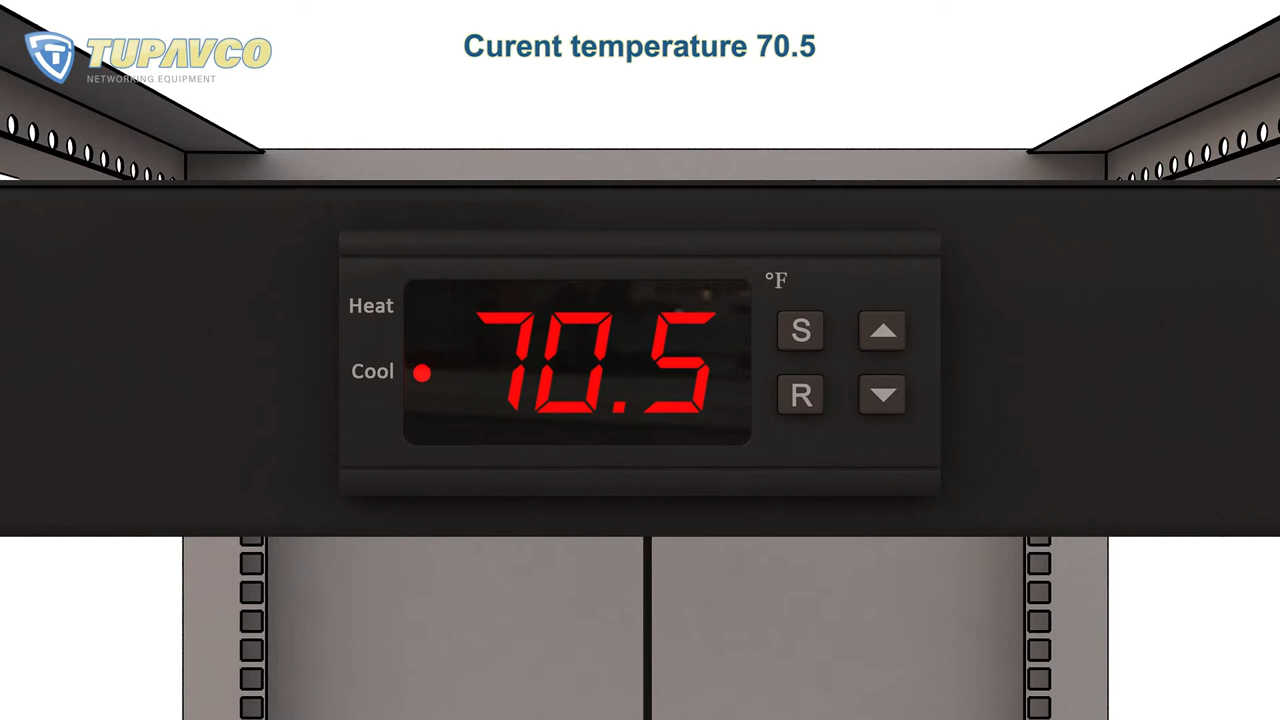 TUPAVCO
NETWORKING EQUIPMENT
Curent temperature 70.5
°F
Heat
Cool
70.5
S
R